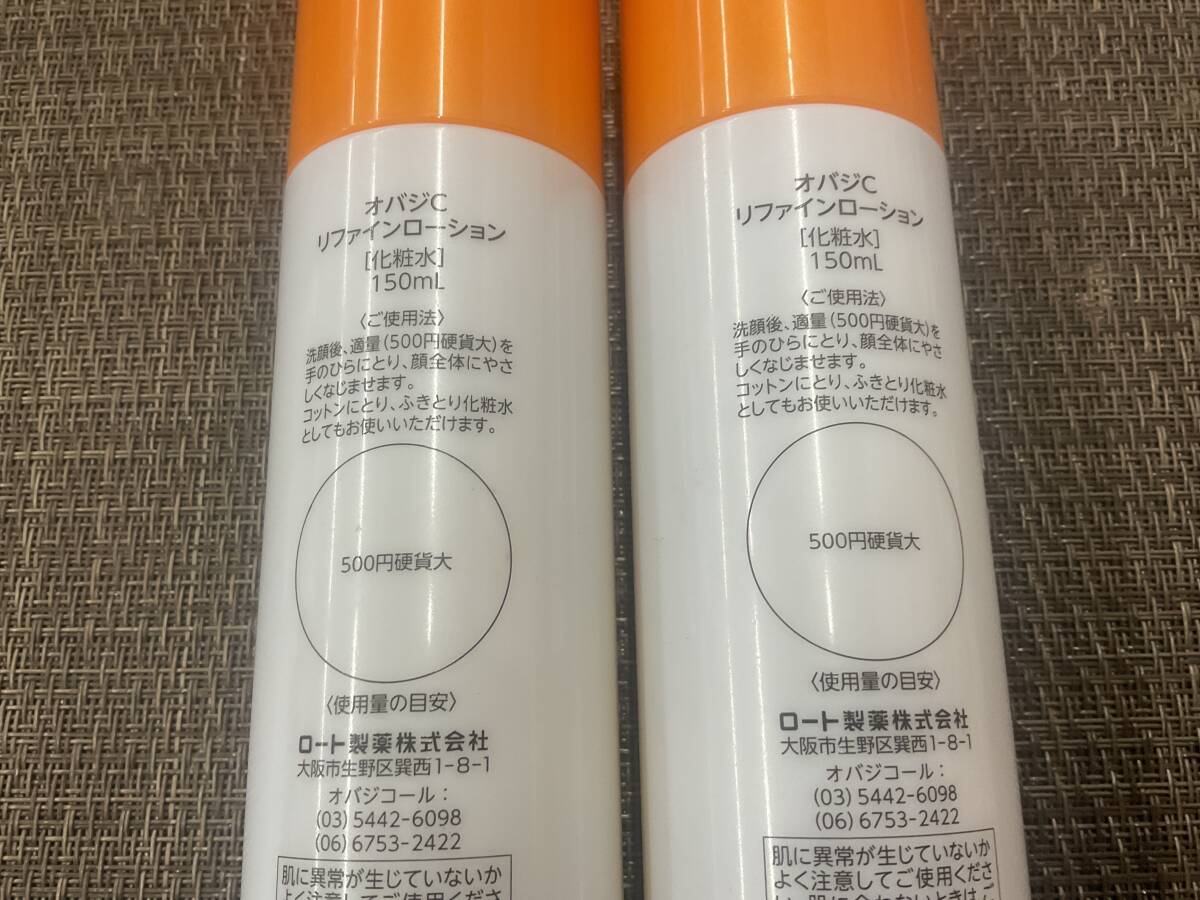 オバジC
リファインローション
[化粧水]
150mL
〈ご使用法〉
洗顔後、適量(500円硬貨大)を
手のひらにとり、顔全体にやさ
しくなじませます。
コットンにとり、ふきとり化粧水
としてもお使いいただけます。
500円硬貨大
〈使用量の目安〉
ロート製薬株式会社
大阪市生野区巽西1-8-1
オバジコール:
(03)5442-6098
(06)6753-2422
肌に異常が生じていないか
よく注意してご使用くださ
オバジC
リファインローション
[化粧水]
150mL
〈ご使用法〉
洗顔後、適量(500円硬貨大)を
手のひらにとり、顔全体にやさ
しくなじませます。
コットンにとり、ふきとり化粧水
としてもお使いいただけます。
500円硬貨大
〈使用量の目安〉
ロート製薬株式会社
大阪市生野区巽西1-8-1
オバジコール:
(03)5442-6098
(06)6753-2422
肌に異常が生じていないか
よく注意してご使用くださ
い。肌に合わないときは